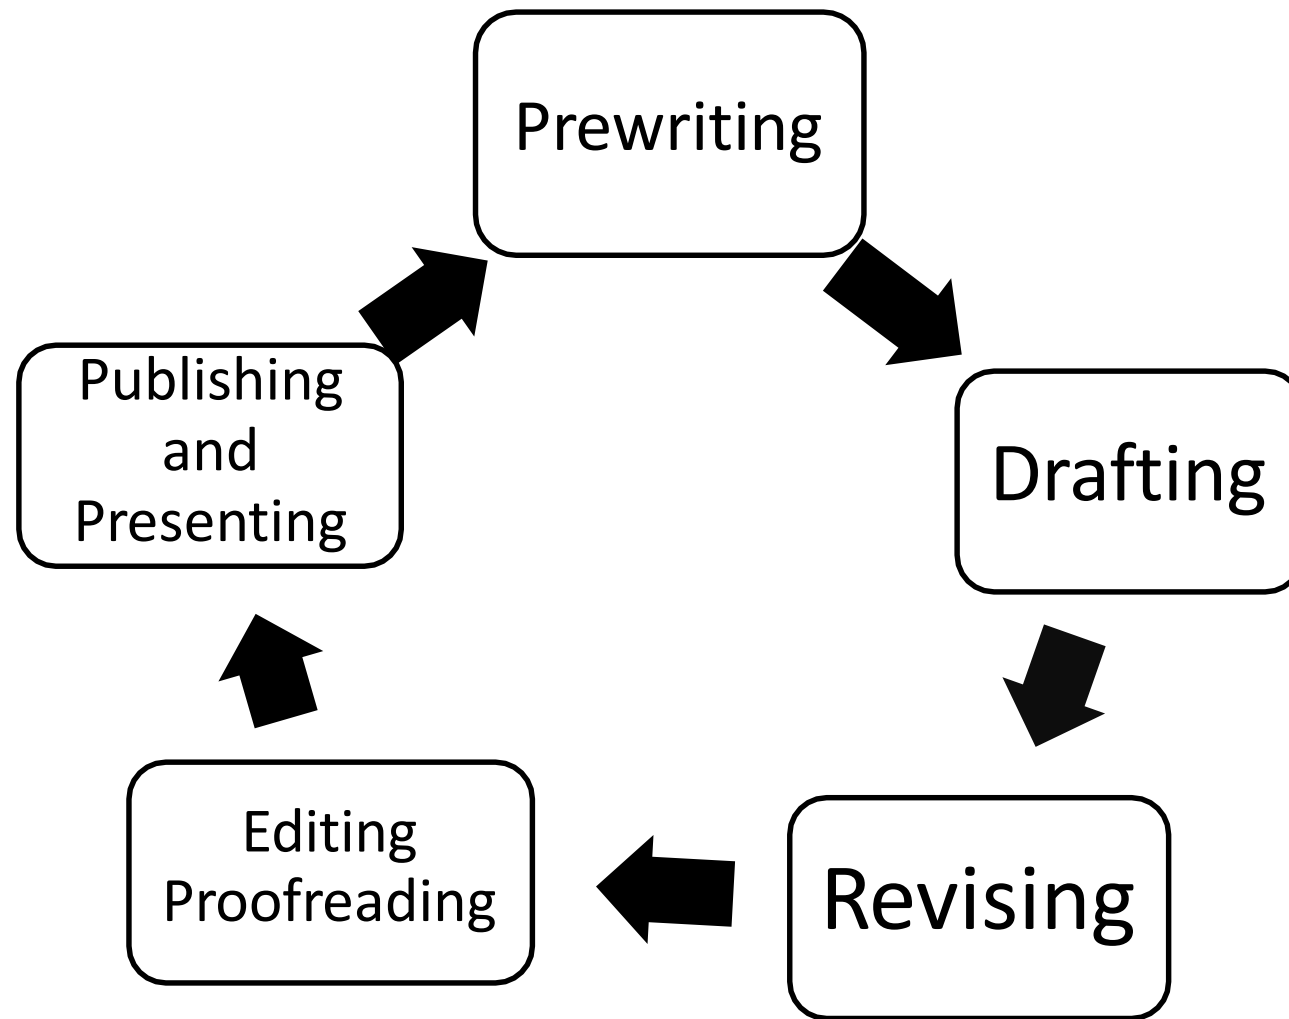 Prewriting
Drafting
Revising
Editing
Proofreading
Publishing
and
Presenting